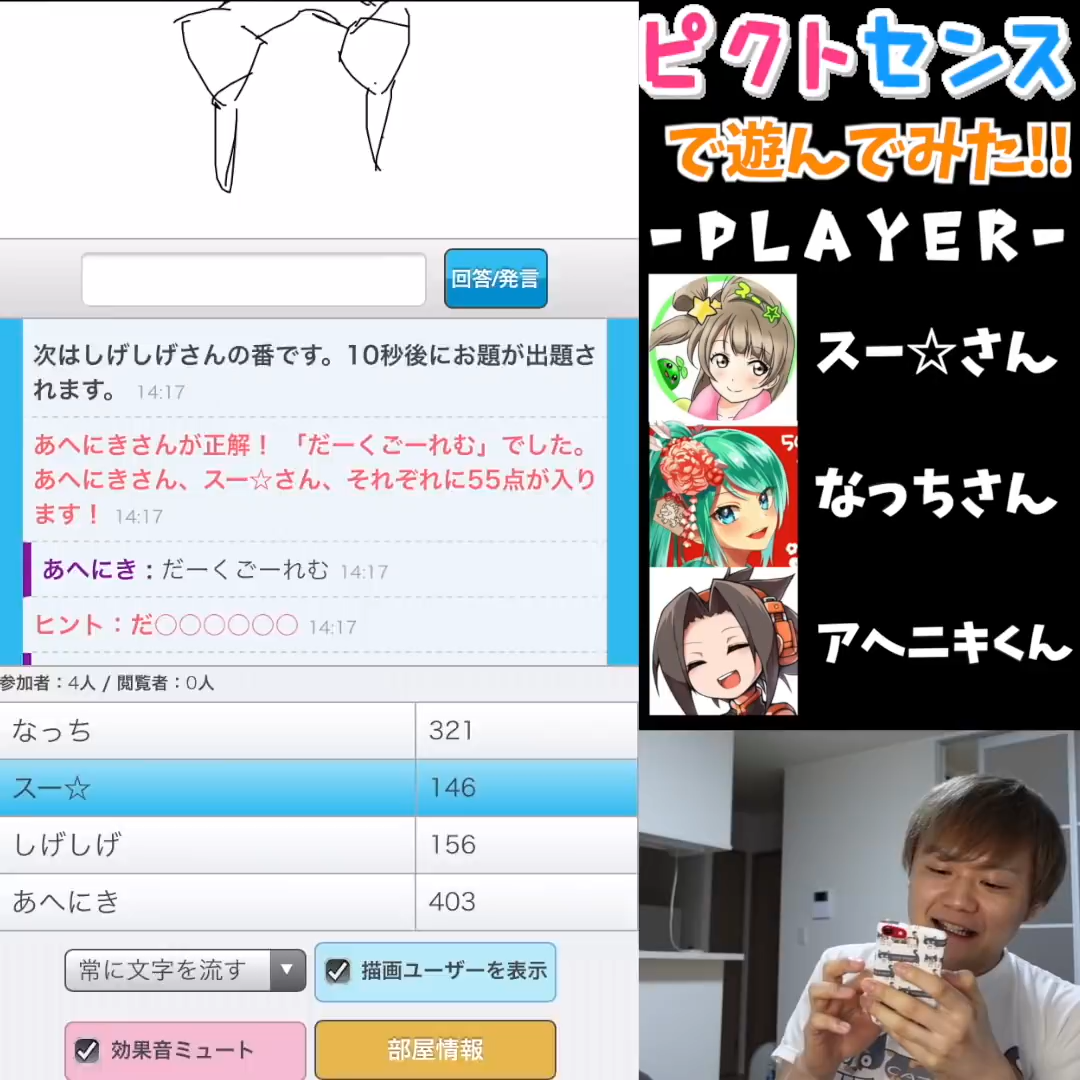 ピクトセンス
で遊んでみた!!
-PLAYER-
スー☆さん
なっちさん
アヘニキくん
回答/発言
次はしげしげさんの番です。10秒後にお題が出題さ
れます。 14:17
あへにきさんが正解！ 「だーくごーれむ」でした。
あへにきさん、スー☆さん、それぞれに55点が入り
ます！ 14:17
あへにき：だーくごーれむ 14:17
ヒント：だ○○○○○○ 14:17
参加者：4人 / 閲覧者：0人
なっち 321
スー☆ 146
しげしげ 156
あへにき 403
常に文字を流す ▼
描画ユーザーを表示
効果音ミュート
部屋情報